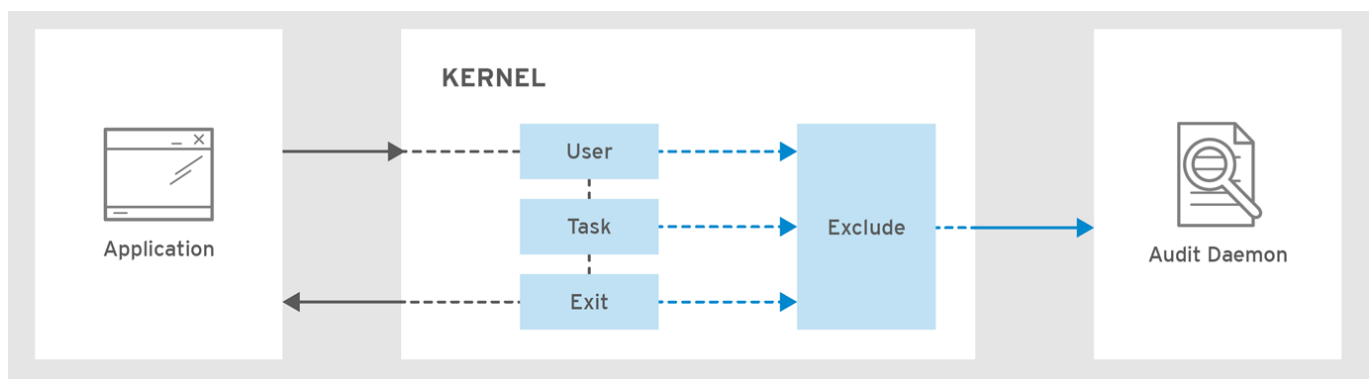 KERNEL
Application
User
Task
Exit
Exclude
Audit Daemon